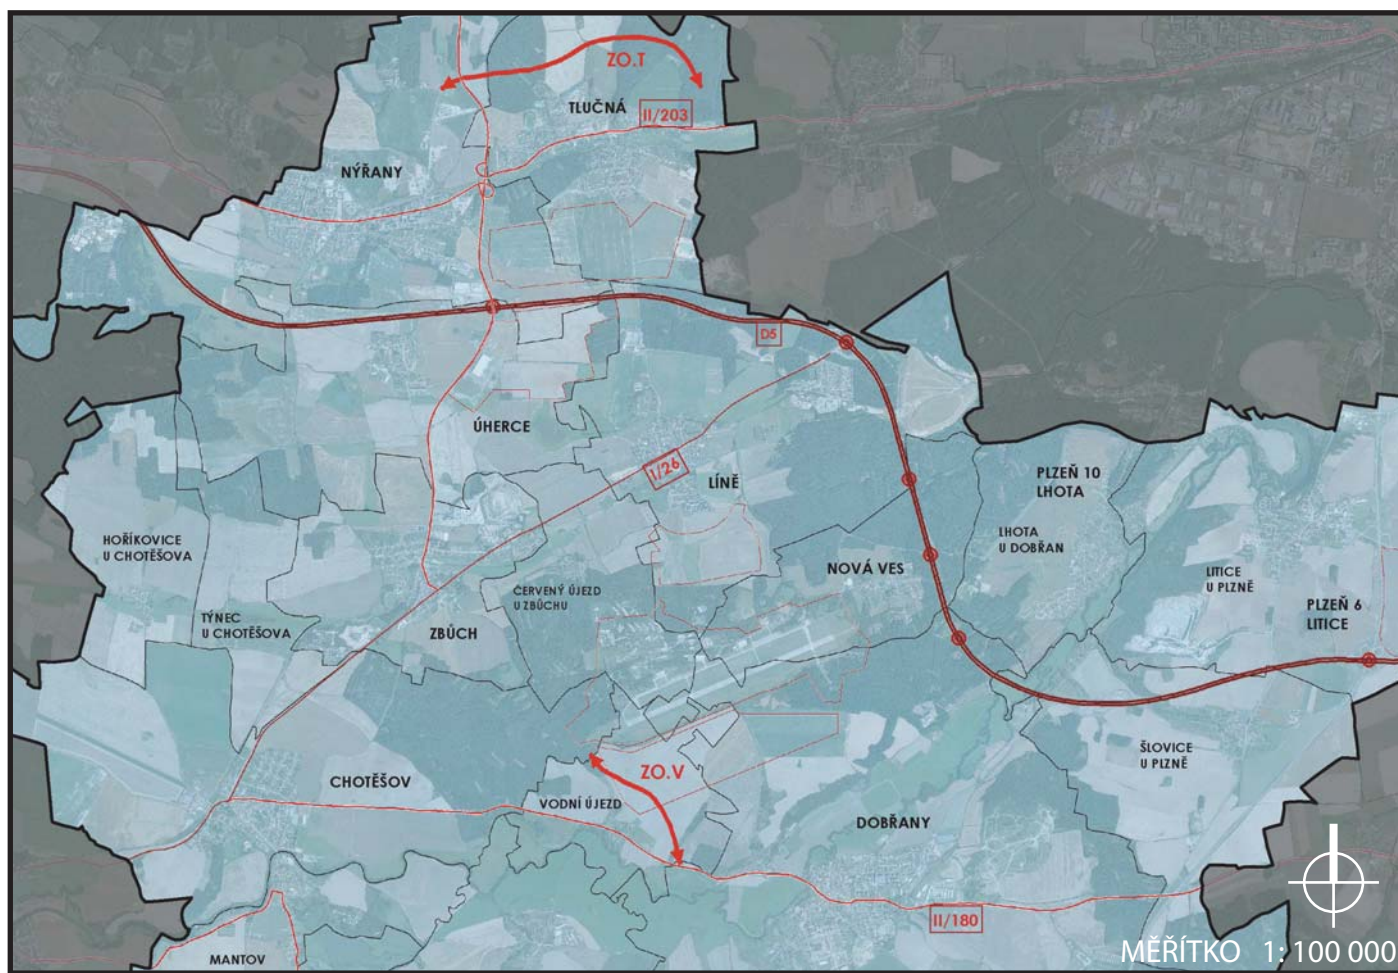 ZO.T
TLUČNÁ
II/203
NÝŘANY
D5
ÚHERCE
I/26
LÍNĚ
PLZEŇ 10
LHOTA
HOŘÍKOVICE
U CHOTĚŠOVA
LHOTA
U DOBŘAN
NOVÁ VES
LITICE
U PLZNĚ
ČERVENÝ ÚJEZD
U ZBŮCHU
PLZEŇ 6
LITICE
TÝNEC
U CHOTĚŠOVA
ZBŮCH
ŠLOVICE
U PLZNĚ
ZO.V
CHOTĚŠOV
VODNÍ ÚJEZD
DOBŘANY
II/180
MANTOV
MĚŘÍTKO 1: 100 000